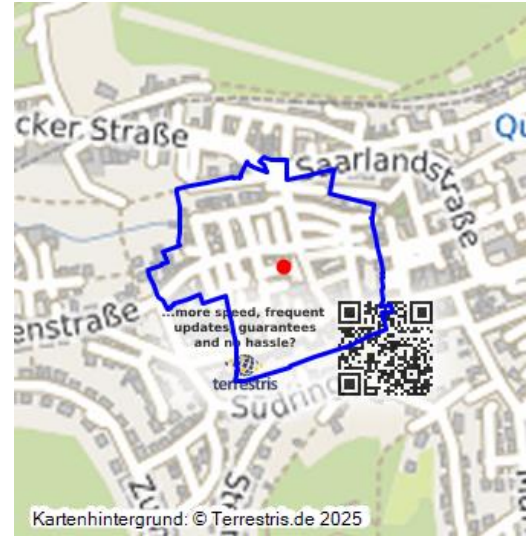 cker Straße
Qu
Saarlandstraße
enstraße
...more speed, frequent
updates, guarantees
and no hassle?
terrestris
Südring
Kartenhintergrund: © Terrestris.de 2025